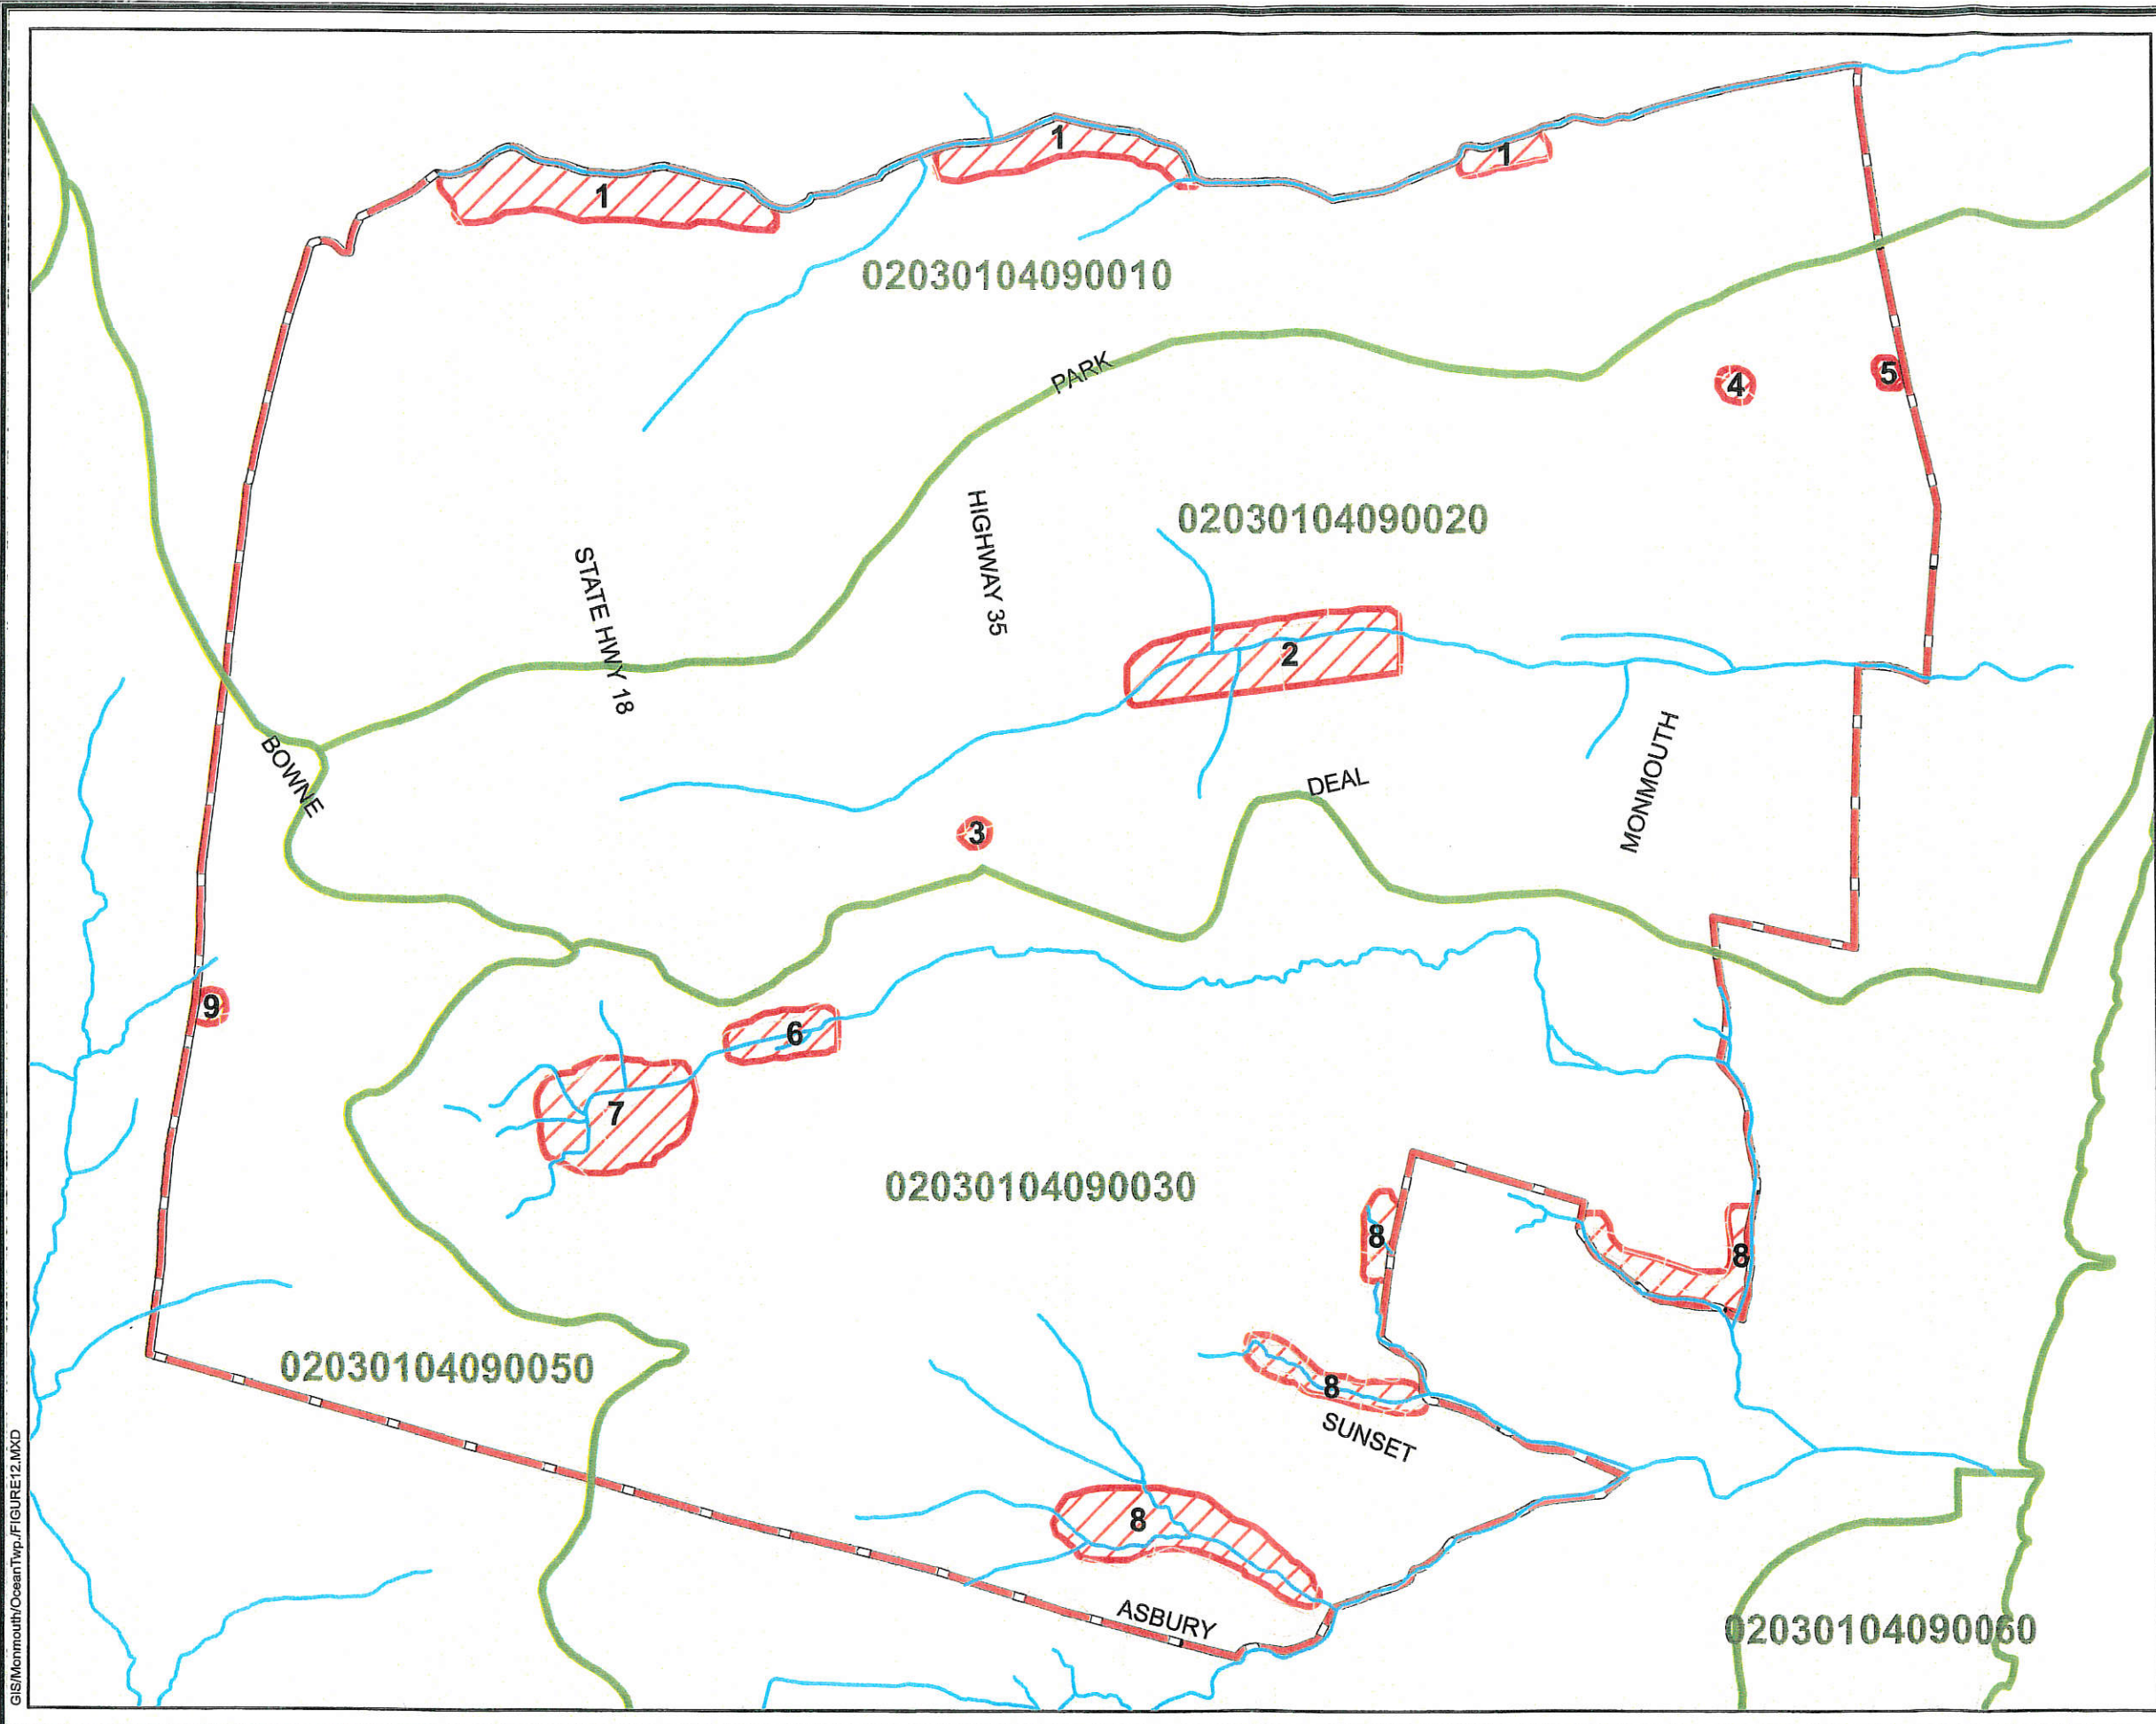 1
1
1
02030104090010
PARK
4
5
HIGHWAY 35
02030104090020
STATE HWY 18
2
BOWNE
MONMOUTH
DEAL
3
9
6
7
02030104090030
8
8
02030104090050
8
SUNSET
8
ASBURY
02030104090060
GIS/Monmouth/OceanTwp./FIGURE12.MXD